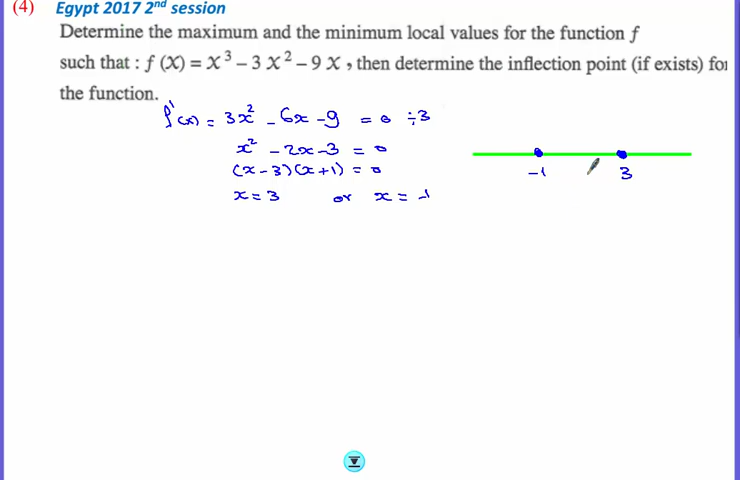 (4) Egypt 2017 2nd session
Determine the maximum and the minimum local values for the function f
such that : f (X) = X³ – 3 X² – 9 X , then determine the inflection point (if exists) for
the function.
f'(x) = 3x² - 6x - 9 = 0 ÷3
x² - 2x - 3 = 0
(x - 3)(x + 1) = 0
x = 3 or x = -1
-1 3